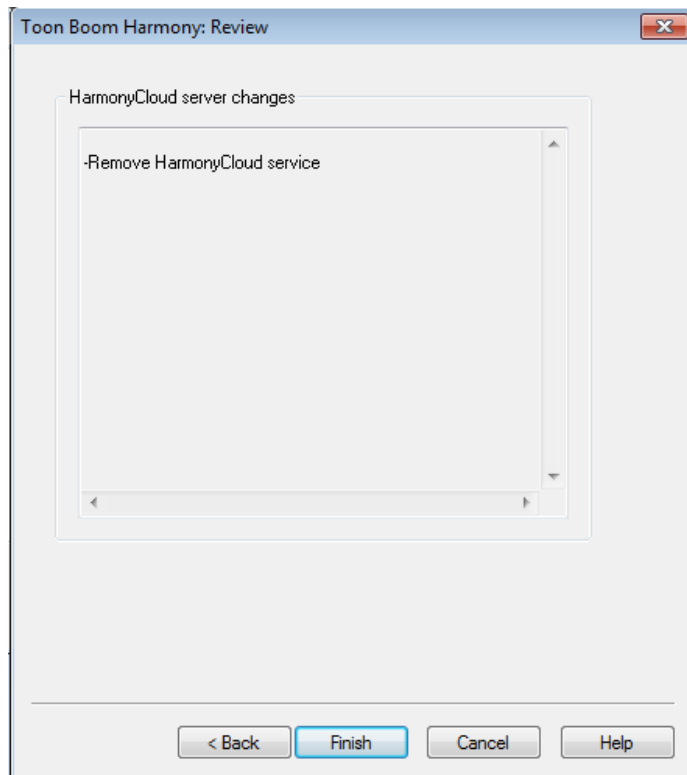 Toon Boom Harmony: Review
HarmonyCloud server changes
-Remove HarmonyCloud service
< Back Finish Cancel Help